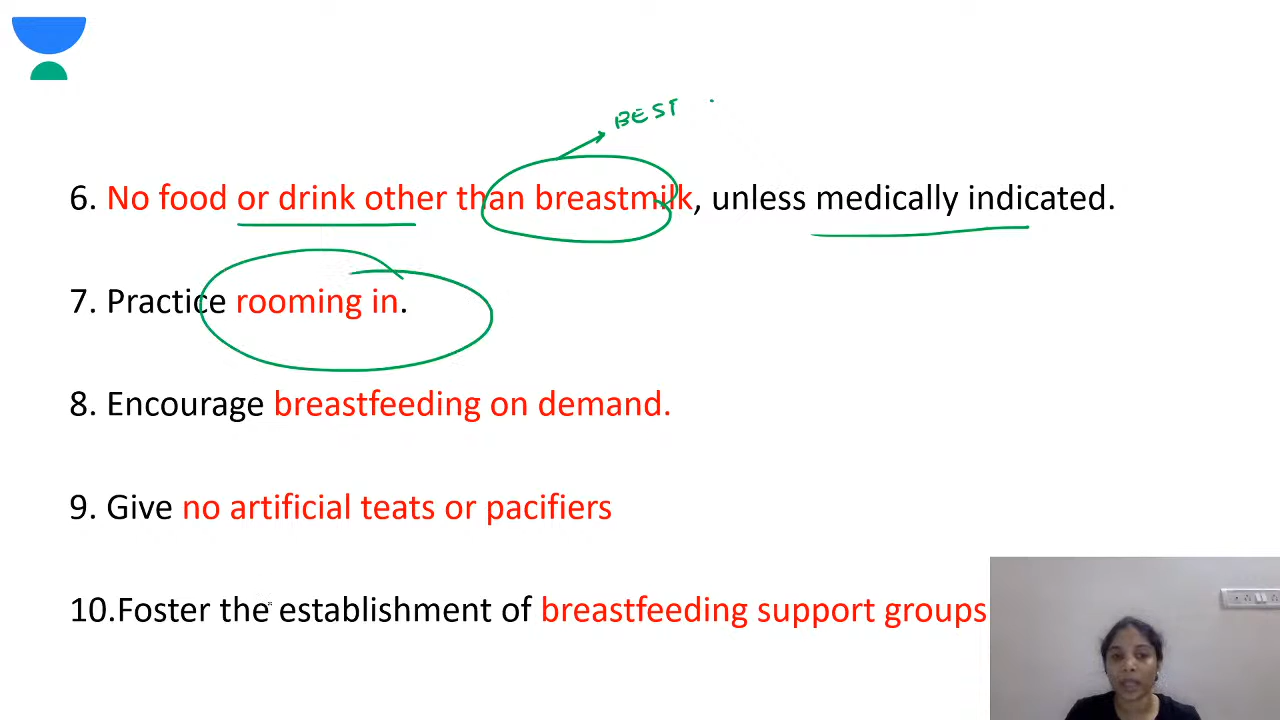 BEST
6. No food or drink other than breastmilk, unless medically indicated.
7. Practice rooming in.
8. Encourage breastfeeding on demand.
9. Give no artificial teats or pacifiers
10.Foster the establishment of breastfeeding support groups